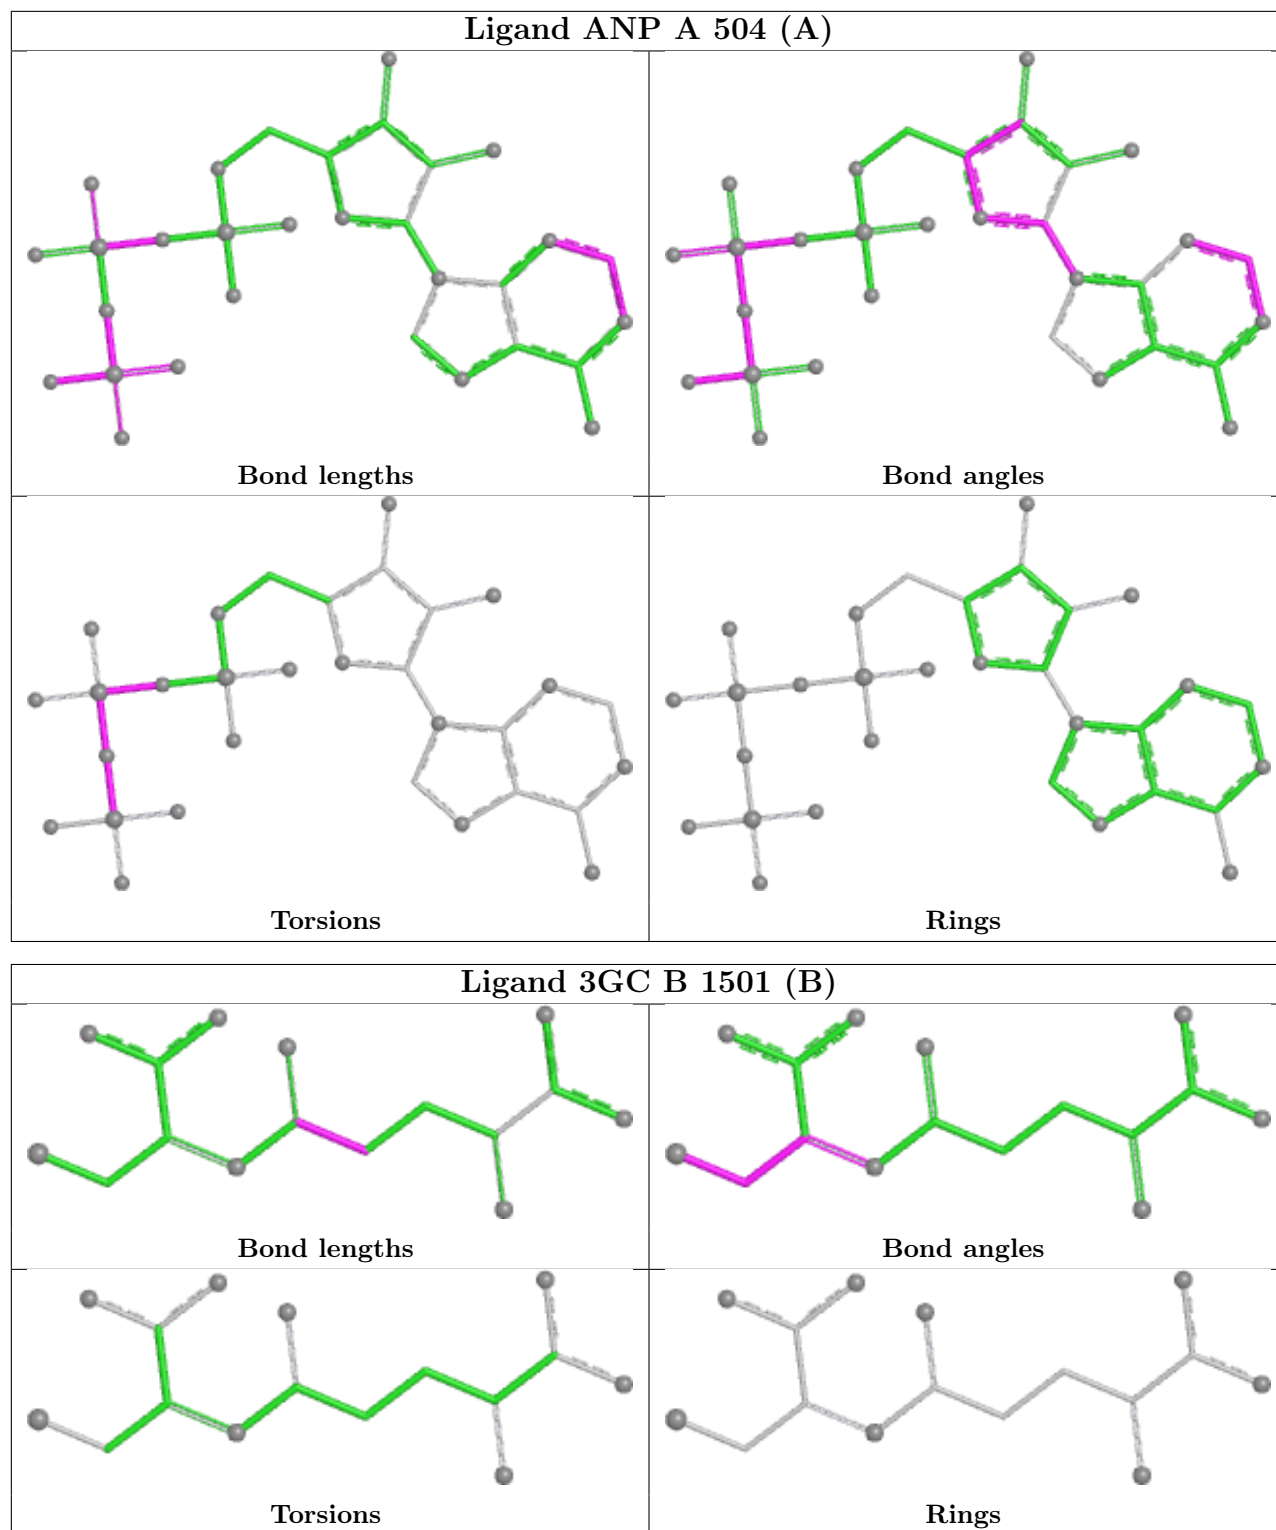 Ligand ANP A 504 (A)
Bond lengths
Bond angles
Torsions
Rings
Ligand 3GC B 1501 (B)
Bond lengths
Bond angles
Torsions
Rings